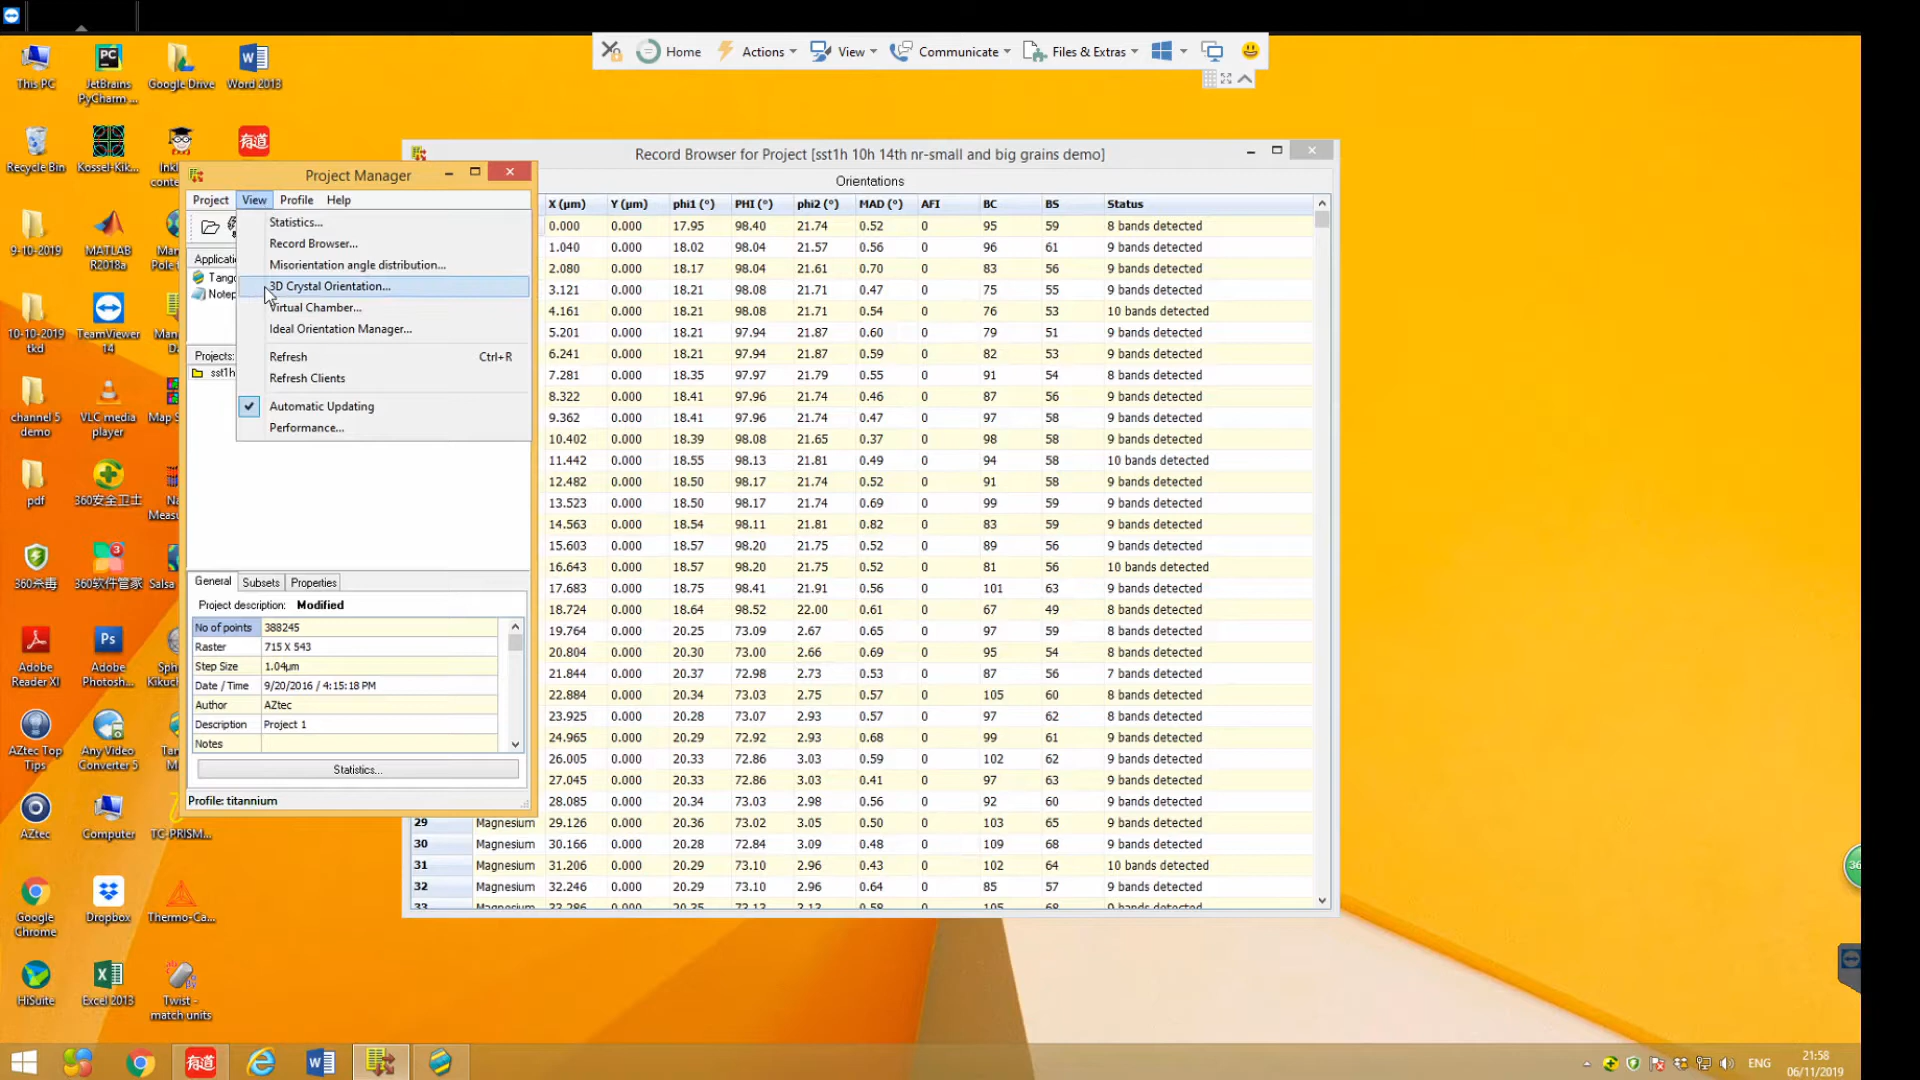 Home
Actions
View
Communicate
Files & Extras
This PC
JetBrains
PyCharm ...
Google Drive
Word 2013
Recycle Bin
Kossel-Kik...
有道
9-10-2019
MATLAB
R2018a
10-10-2019
tkd
TeamViewer
14
channel 5
demo
VLC media
player
pdf
360安全卫士
360杀毒
360软件管家
3
Salsa
Adobe
Reader XI
Ps
Adobe
Photosh...
AZtec Top
Tips
Any Video
Converter 5
AZtec
Computer
TC-PRISM...
Google
Chrome
Dropbox
Thermo-Ca...
HiSuite
Excel 2013
Twist -
match units
Project Manager
Project View Profile Help
Statistics...
Record Browser...
Misorientation angle distribution...
3D Crystal Orientation...
Virtual Chamber...
Ideal Orientation Manager...
Refresh Ctrl+R
Refresh Clients
Automatic Updating
Performance...
Projects:
General Subsets Properties
Project description: Modified
No of points 388245
Raster 715 X 543
Step Size 1.04µm
Date / Time 9/20/2016 / 4:15:18 PM
Author AZtec
Description Project 1
Notes
Statistics...
Profile: titannium
Record Browser for Project [sst1h 10h 14th nr-small and big grains demo]
Orientations
X (µm) Y (µm) phi1 (°) PHI (°) phi2 (°) MAD (°) AFI BC BS Status
0.000 0.000 17.95 98.40 21.74 0.52 0 95 59 8 bands detected
1.040 0.000 18.02 98.04 21.57 0.56 0 96 61 9 bands detected
2.080 0.000 18.17 98.04 21.61 0.70 0 83 56 9 bands detected
3.121 0.000 18.21 98.08 21.71 0.47 0 75 55 9 bands detected
4.161 0.000 18.21 98.08 21.71 0.54 0 76 53 10 bands detected
5.201 0.000 18.21 97.94 21.87 0.60 0 79 51 9 bands detected
6.241 0.000 18.21 97.94 21.87 0.59 0 82 53 9 bands detected
7.281 0.000 18.35 97.97 21.79 0.55 0 91 54 8 bands detected
8.322 0.000 18.41 97.96 21.74 0.46 0 87 56 9 bands detected
9.362 0.000 18.41 97.96 21.74 0.47 0 97 58 9 bands detected
10.402 0.000 18.39 98.08 21.65 0.37 0 98 58 9 bands detected
11.442 0.000 18.55 98.13 21.81 0.49 0 94 58 10 bands detected
12.482 0.000 18.50 98.17 21.74 0.52 0 91 58 9 bands detected
13.523 0.000 18.50 98.17 21.74 0.69 0 99 59 9 bands detected
14.563 0.000 18.54 98.11 21.81 0.82 0 83 59 9 bands detected
15.603 0.000 18.57 98.20 21.75 0.52 0 89 56 9 bands detected
16.643 0.000 18.57 98.20 21.75 0.52 0 81 56 10 bands detected
17.683 0.000 18.75 98.41 21.91 0.56 0 101 63 9 bands detected
18.724 0.000 18.64 98.52 22.00 0.61 0 67 49 8 bands detected
19.764 0.000 20.25 73.09 2.67 0.65 0 97 59 8 bands detected
20.804 0.000 20.30 73.00 2.66 0.69 0 95 54 8 bands detected
21.844 0.000 20.37 72.98 2.73 0.53 0 87 56 7 bands detected
22.884 0.000 20.34 73.03 2.75 0.57 0 105 60 8 bands detected
23.925 0.000 20.28 73.07 2.93 0.57 0 97 62 9 bands detected
24.965 0.000 20.29 72.92 2.93 0.68 0 99 61 9 bands detected
26.005 0.000 20.33 72.86 3.03 0.59 0 102 62 9 bands detected
27.045 0.000 20.33 72.86 3.03 0.41 0 97 63 9 bands detected
28.085 0.000 20.34 73.03 2.98 0.56 0 92 60 9 bands detected
29 Magnesium 29.126 0.000 20.36 73.02 3.05 0.50 0 103 65 9 bands detected
30 Magnesium 30.166 0.000 20.28 72.84 3.09 0.48 0 109 68 9 bands detected
31 Magnesium 31.206 0.000 20.29 73.10 2.96 0.43 0 102 64 10 bands detected
32 Magnesium 32.246 0.000 20.29 73.10 2.96 0.64 0 85 57 9 bands detected
33 Magnesium 33.286 0.000 20.35 73.13 3.13 0.58 0 105 68 9 bands detected
有道
ENG
21:58
06/11/2019